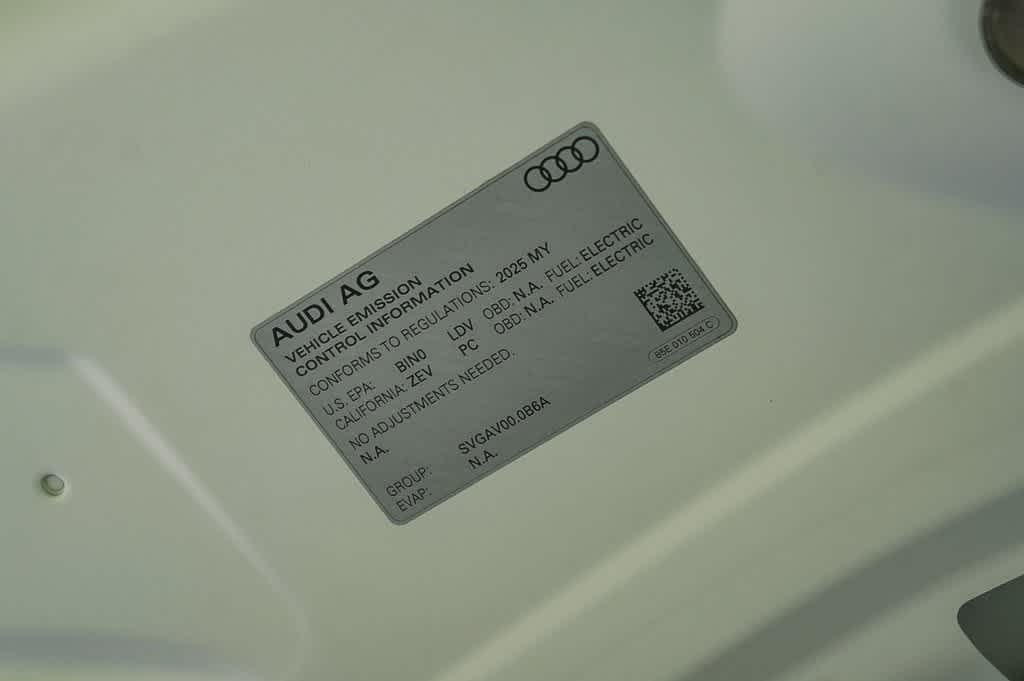 AUDI AG
VEHICLE EMISSION
CONTROL INFORMATION
CONFORMS TO REGULATIONS: 2025 MY
U.S. EPA: BIN0 LDV OBD: N.A. FUEL: ELECTRIC
CALIFORNIA: ZEV PC OBD: N.A. FUEL: ELECTRIC
NO ADJUSTMENTS NEEDED.
N.A.
GROUP: SVGAV00.0B6A
EVAP: N.A.
85E 010 504 C